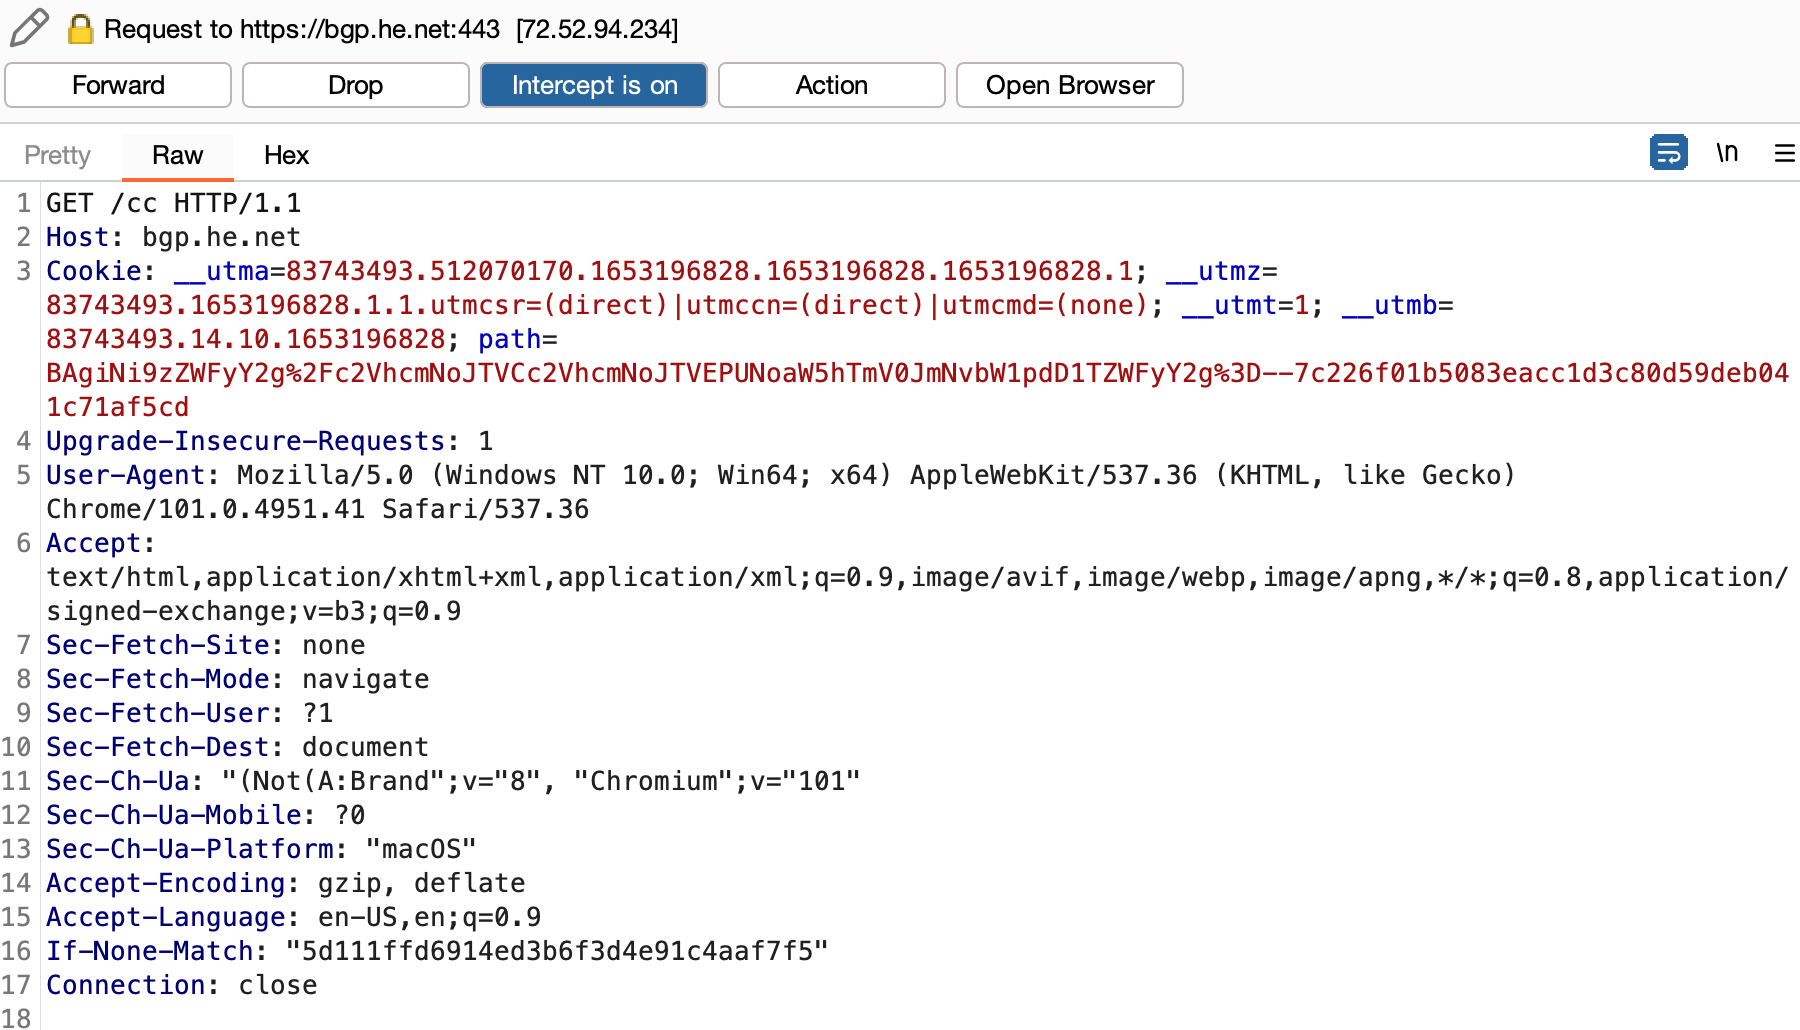 Request to https://bgp.he.net:443 [72.52.94.234]
Forward Drop Intercept is on Action Open Browser
Pretty Raw Hex \n
1 GET /cc HTTP/1.1
2 Host: bgp.he.net
3 Cookie: __utma=83743493.512070170.1653196828.1653196828.1653196828.1; __utmz=
83743493.1653196828.1.1.utmcsr=(direct)|utmccn=(direct)|utmcmd=(none); __utmt=1; __utmb=
83743493.14.10.1653196828; path=
BAgiNi9zZWFyY2g%2Fc2VhcmNoJTVCc2VhcmNoJTVEPUNoaW5hTmV0JmNvbW1pdD1TZWFyY2g%3D--7c226f01b5083eacc1d3c80d59deb04
1c71af5cd
4 Upgrade-Insecure-Requests: 1
5 User-Agent: Mozilla/5.0 (Windows NT 10.0; Win64; x64) AppleWebKit/537.36 (KHTML, like Gecko)
Chrome/101.0.4951.41 Safari/537.36
6 Accept:
text/html,application/xhtml+xml,application/xml;q=0.9,image/avif,image/webp,image/apng,*/*;q=0.8,application/
signed-exchange;v=b3;q=0.9
7 Sec-Fetch-Site: none
8 Sec-Fetch-Mode: navigate
9 Sec-Fetch-User: ?1
10 Sec-Fetch-Dest: document
11 Sec-Ch-Ua: "(Not(A:Brand";v="8", "Chromium";v="101"
12 Sec-Ch-Ua-Mobile: ?0
13 Sec-Ch-Ua-Platform: "macOS"
14 Accept-Encoding: gzip, deflate
15 Accept-Language: en-US,en;q=0.9
16 If-None-Match: "5d111ffd6914ed3b6f3d4e91c4aaf7f5"
17 Connection: close
18